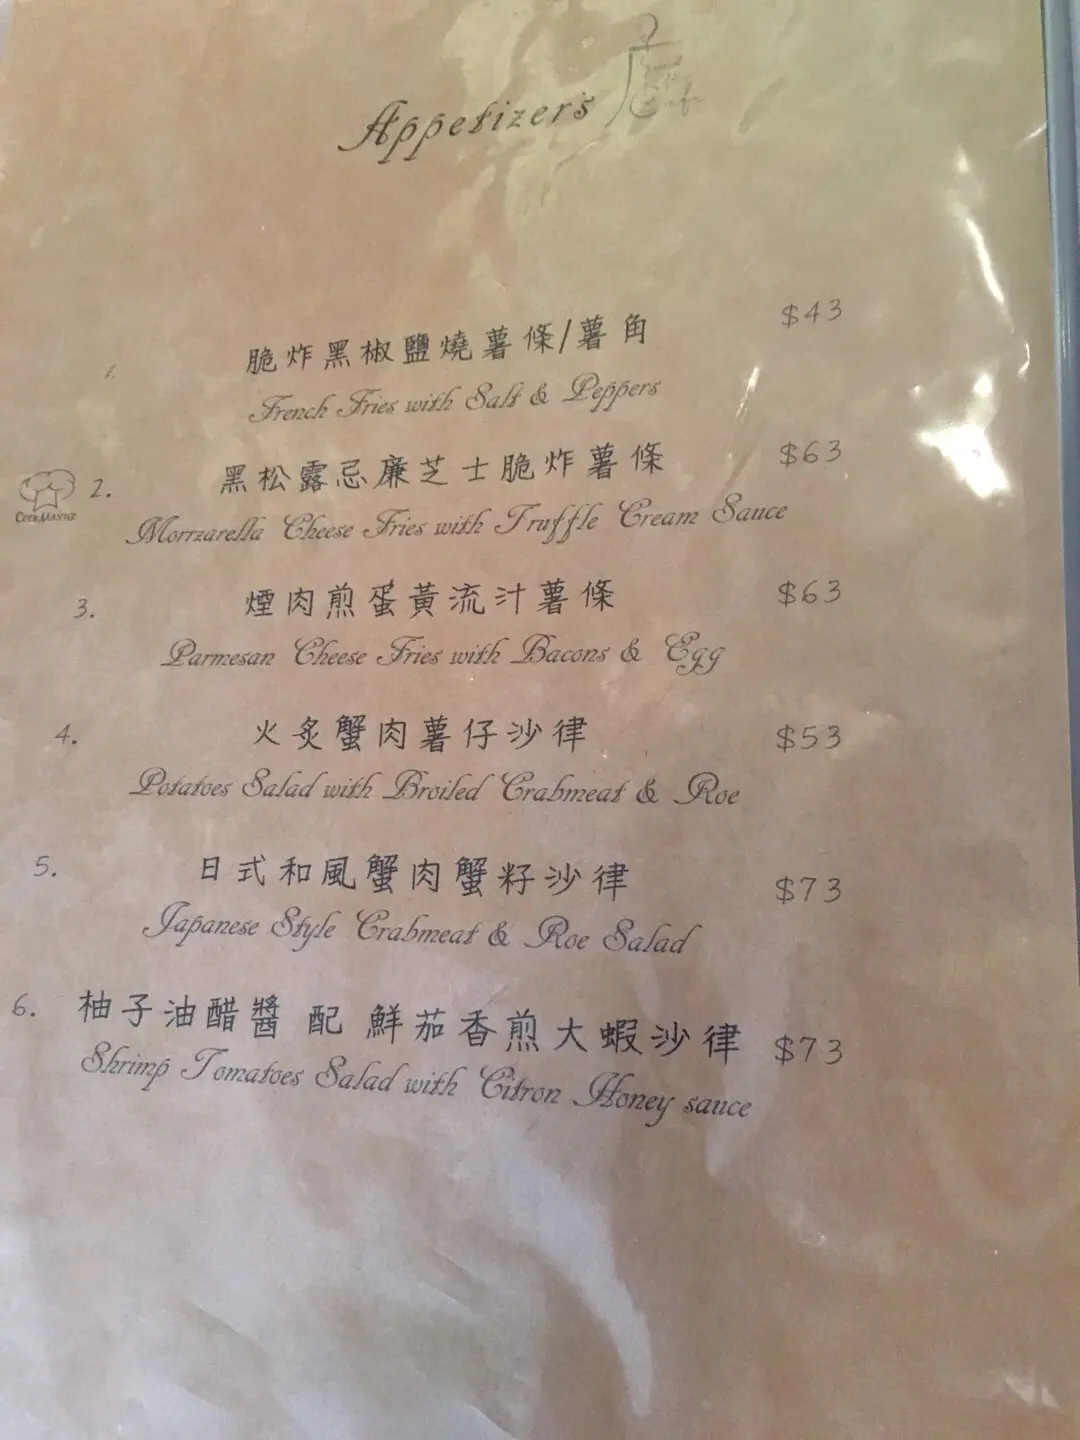 Appetizers
1.
脆炸黑椒鹽燒薯條/薯角
$43
French Fries with Salt & Peppers
2.
黑松露忌廉芝士脆炸薯條
$63
Morrzarella Cheese Fries with Truffle Cream Sauce
3.
煙肉煎蛋黃流汁薯條
$63
Parmesan Cheese Fries with Bacons & Egg
4.
火炙蟹肉薯仔沙律
$53
Potatoes Salad with Broiled Crabmeat & Roe
5.
日式和風蟹肉蟹籽沙律
$73
Japanese Style Crabmeat & Roe Salad
6.
柚子油醋醬 配 鮮茄香煎大蝦沙律
$73
Shrimp Tomatoes Salad with Citron Honey sauce